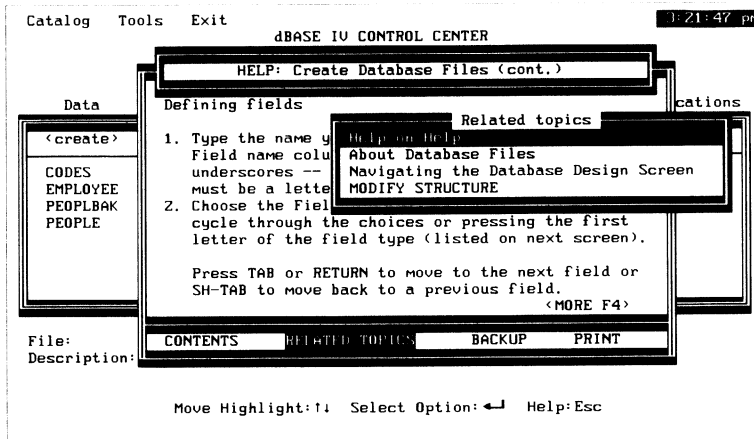 Catalog Tools Exit 3:21:47 pm
dBASE IV CONTROL CENTER
HELP: Create Database Files (cont.)
Data
cations
<create>
CODES
EMPLOYEE
PEOPLBAK
PEOPLE
Defining fields
1. Type the name y
Field name colu
underscores --
must be a lette
2. Choose the Fiel
cycle through the choices or pressing the first
letter of the field type (listed on next screen).
Press TAB or RETURN to move to the next field or
SH-TAB to move back to a previous field.
<MORE F4>
Related topics
Help on Help
About Database Files
Navigating the Database Design Screen
MODIFY STRUCTURE
CONTENTS RELATED TOPICS BACKUP PRINT
File:
Description:
Move Highlight:↑↓ Select Option:↵ Help:Esc